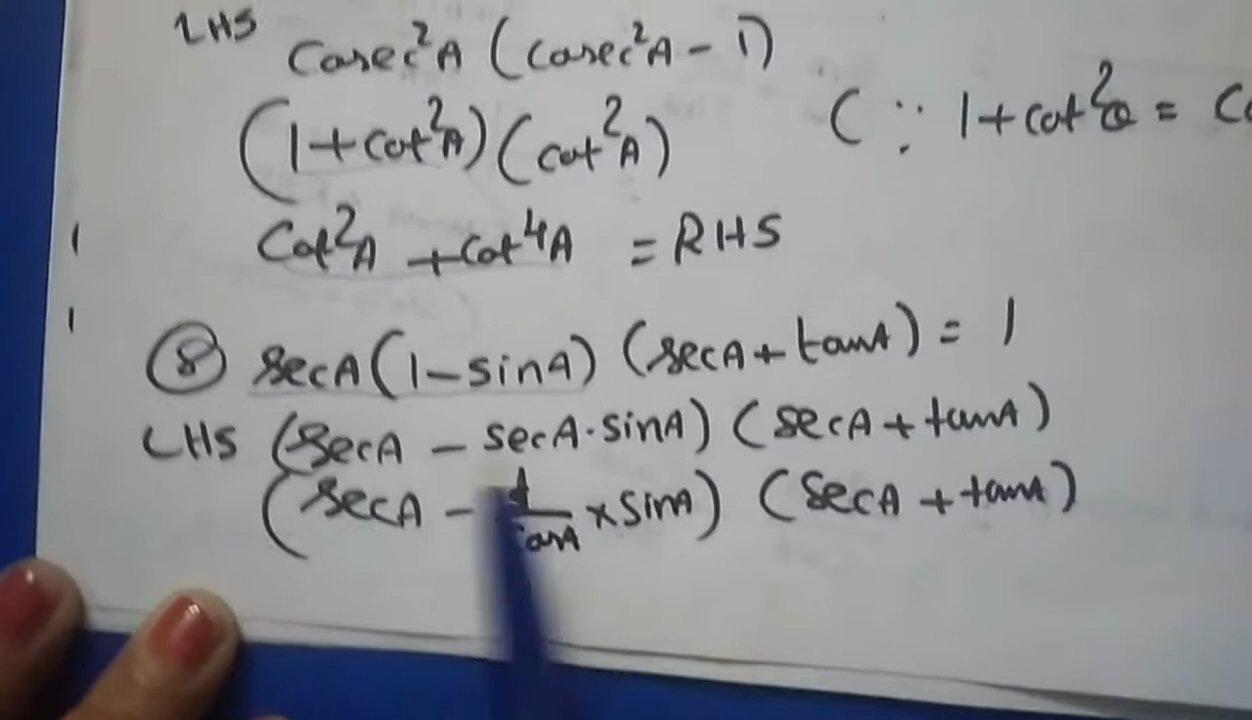 LHS Cosec²A (Cosec²A - 1)
(1+cot²A)(cot²A) (∵ 1+cot²θ =
Cot²A + Cot⁴A = RHS
⑧ secA(1-sinA) (secA+tanA) = 1
LHS (secA - secA·sinA) (secA+tanA)
(secA - × sinA) (secA + tanA)